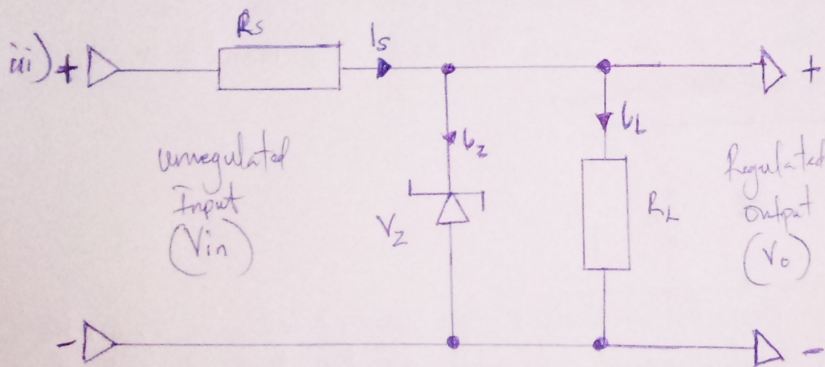 iii) +
Rs
Is
+
Iz
IL
Unregulated
Input
(Vin)
Vz
RL
Regulated
Output
(Vo)
-
-